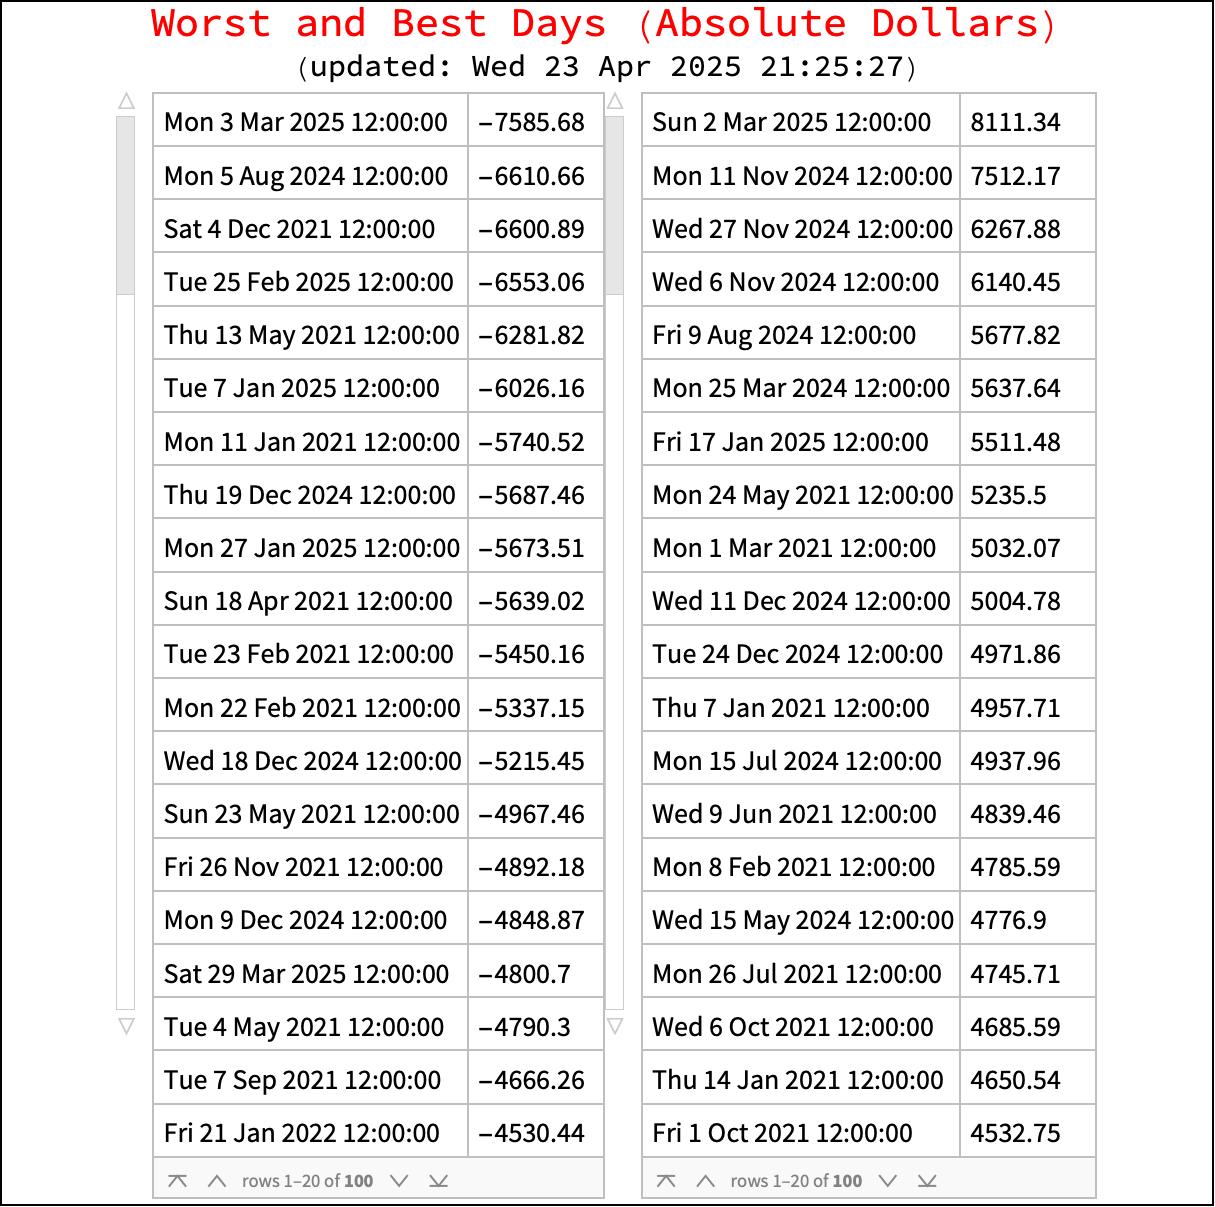 Worst and Best Days (Absolute Dollars)
(updated: Wed 23 Apr 2025 21:25:27)
Mon 3 Mar 2025 12:00:00 −7585.68 Sun 2 Mar 2025 12:00:00 8111.34
Mon 5 Aug 2024 12:00:00 −6610.66 Mon 11 Nov 2024 12:00:00 7512.17
Sat 4 Dec 2021 12:00:00 −6600.89 Wed 27 Nov 2024 12:00:00 6267.88
Tue 25 Feb 2025 12:00:00 −6553.06 Wed 6 Nov 2024 12:00:00 6140.45
Thu 13 May 2021 12:00:00 −6281.82 Fri 9 Aug 2024 12:00:00 5677.82
Tue 7 Jan 2025 12:00:00 −6026.16 Mon 25 Mar 2024 12:00:00 5637.64
Mon 11 Jan 2021 12:00:00 −5740.52 Fri 17 Jan 2025 12:00:00 5511.48
Thu 19 Dec 2024 12:00:00 −5687.46 Mon 24 May 2021 12:00:00 5235.5
Mon 27 Jan 2025 12:00:00 −5673.51 Mon 1 Mar 2021 12:00:00 5032.07
Sun 18 Apr 2021 12:00:00 −5639.02 Wed 11 Dec 2024 12:00:00 5004.78
Tue 23 Feb 2021 12:00:00 −5450.16 Tue 24 Dec 2024 12:00:00 4971.86
Mon 22 Feb 2021 12:00:00 −5337.15 Thu 7 Jan 2021 12:00:00 4957.71
Wed 18 Dec 2024 12:00:00 −5215.45 Mon 15 Jul 2024 12:00:00 4937.96
Sun 23 May 2021 12:00:00 −4967.46 Wed 9 Jun 2021 12:00:00 4839.46
Fri 26 Nov 2021 12:00:00 −4892.18 Mon 8 Feb 2021 12:00:00 4785.59
Mon 9 Dec 2024 12:00:00 −4848.87 Wed 15 May 2024 12:00:00 4776.9
Sat 29 Mar 2025 12:00:00 −4800.7 Mon 26 Jul 2021 12:00:00 4745.71
Tue 4 May 2021 12:00:00 −4790.3 Wed 6 Oct 2021 12:00:00 4685.59
Tue 7 Sep 2021 12:00:00 −4666.26 Thu 14 Jan 2021 12:00:00 4650.54
Fri 21 Jan 2022 12:00:00 −4530.44 Fri 1 Oct 2021 12:00:00 4532.75
rows 1–20 of 100 rows 1–20 of 100